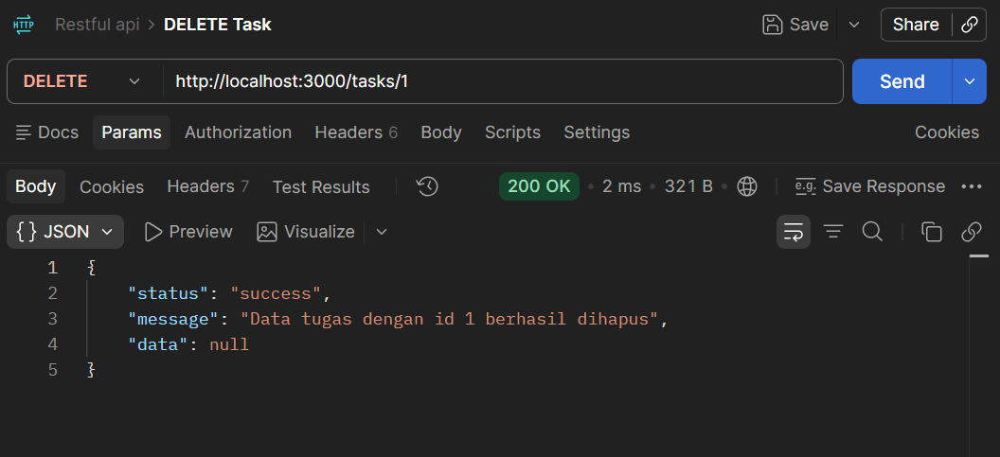 HTTP Restful api > DELETE Task Save Share
DELETE http://localhost:3000/tasks/1 Send
Docs Params Authorization Headers 6 Body Scripts Settings Cookies
Body Cookies Headers 7 Test Results 200 OK • 2 ms • 321 B • e.g. Save Response •••
{} JSON Preview Visualize
1 {
2 "status": "success",
3 "message": "Data tugas dengan id 1 berhasil dihapus",
4 "data": null
5 }